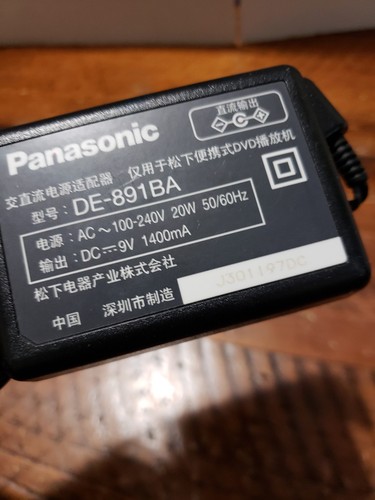 直流输出
Panasonic
交直流电源适配器 仅用于松下便携式DVD播放机
型号: DE-891BA
电源: AC~100-240V 20W 50/60Hz
输出: DC⎓9V 1400mA
松下电器产业株式会社
中国 深圳市制造
J301197DC